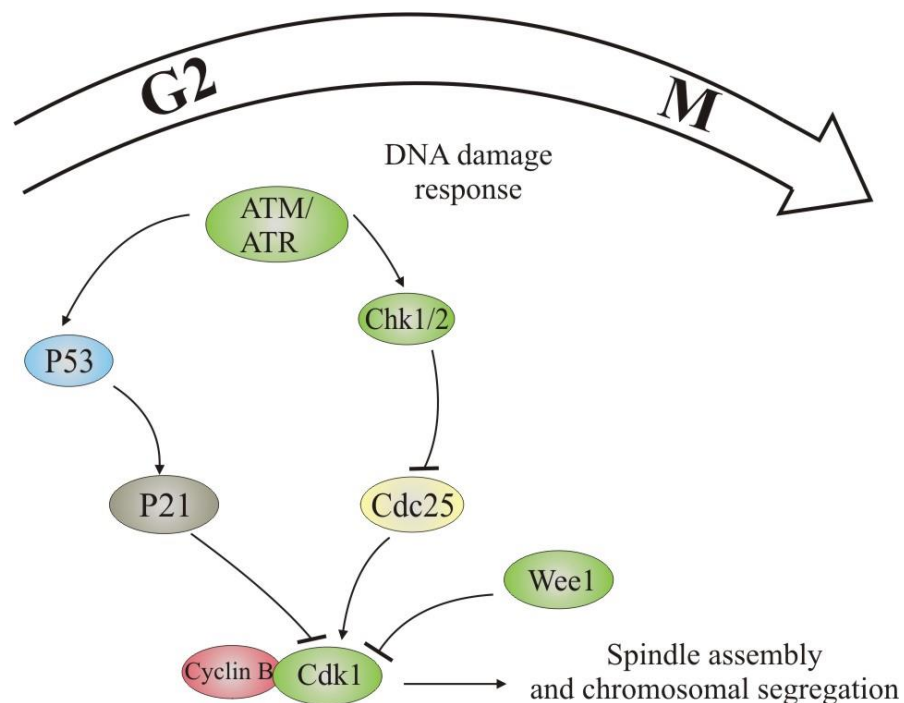 G2
M
DNA damage
response
ATM/
ATR
Chk1/2
P53
P21
Cdc25
Wee1
Cyclin B
Cdk1
Spindle assembly
and chromosomal segregation